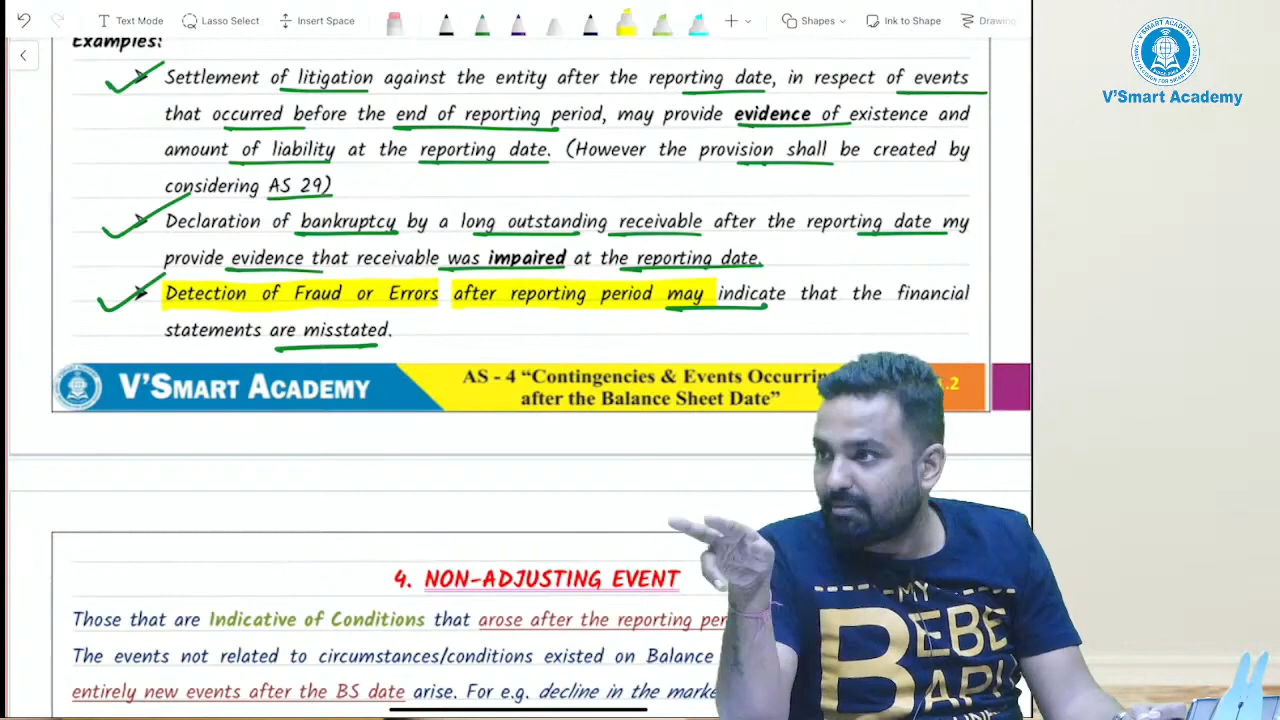 Text Mode
Lasso Select
Insert Space
Shapes
Ink to Shape
Drawing
V'SMART ACADEMY
V'Smart Academy
Examples:
Settlement of litigation against the entity after the reporting date, in respect of events
that occurred before the end of reporting period, may provide evidence of existence and
amount of liability at the reporting date. (However the provision shall be created by
considering AS 29)
Declaration of bankruptcy by a long outstanding receivable after the reporting date my
provide evidence that receivable was impaired at the reporting date.
Detection of Fraud or Errors after reporting period may indicate that the financial
statements are misstated.
V'SMART ACADEMY
AS - 4 “Contingencies & Events Occurrin
after the Balance Sheet Date”
.2
4. NON-ADJUSTING EVENT
Those that are Indicative of Conditions that arose after the reporting per
The events not related to circumstances/conditions existed on Balance
entirely new events after the BS date arise. For e.g. decline in the marke
MY
BEBE
BAPU